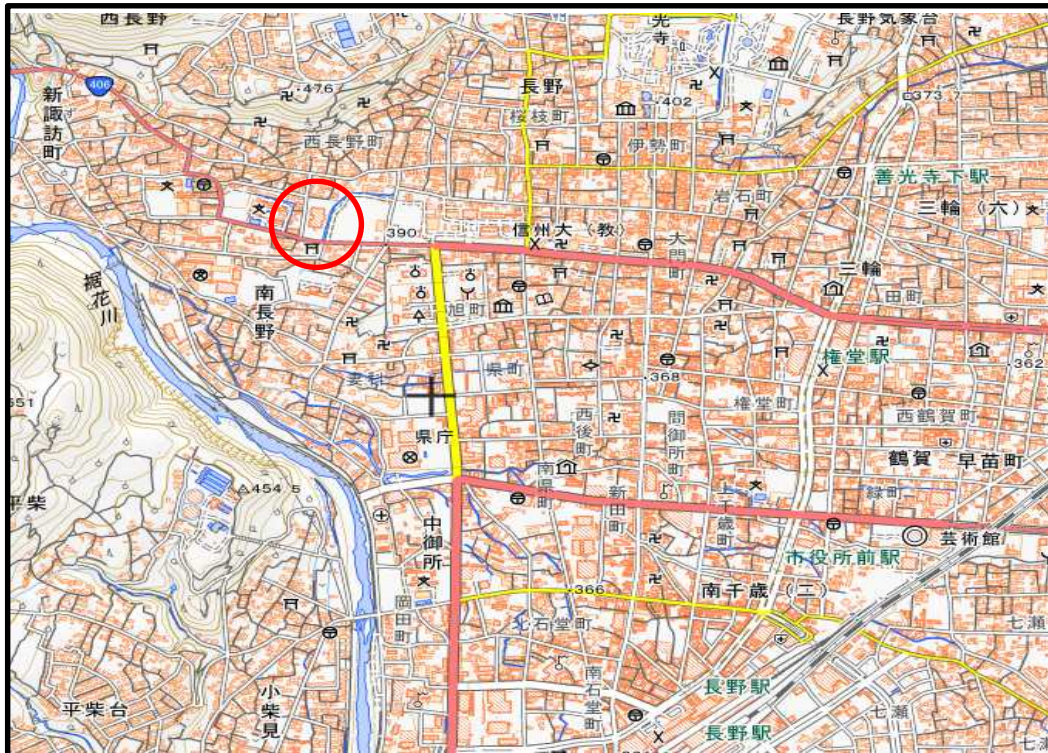 西長野
光
寺
長野気象台
406
新
諏
訪
町
476
長野
402
373 7
西長野町
桜枝町
伊勢町
善光寺下駅
岩石町
三輪(六)
390
信州大(教)
大門町
三輪
裾花川
南長野
旭町
田町
権堂駅
妻科
県町
368
362
権堂町
西鶴賀町
県庁
西後町
問御所町
551
鶴賀
早苗町
454 5
平柴
南県町
新田町
上千歳町
緑町
中御所
芸術館
市役所前駅
岡田町
366
南千歳(二)
北石堂町
七瀬
小柴見
平柴台
南石堂町
長野駅
七瀬
長野駅